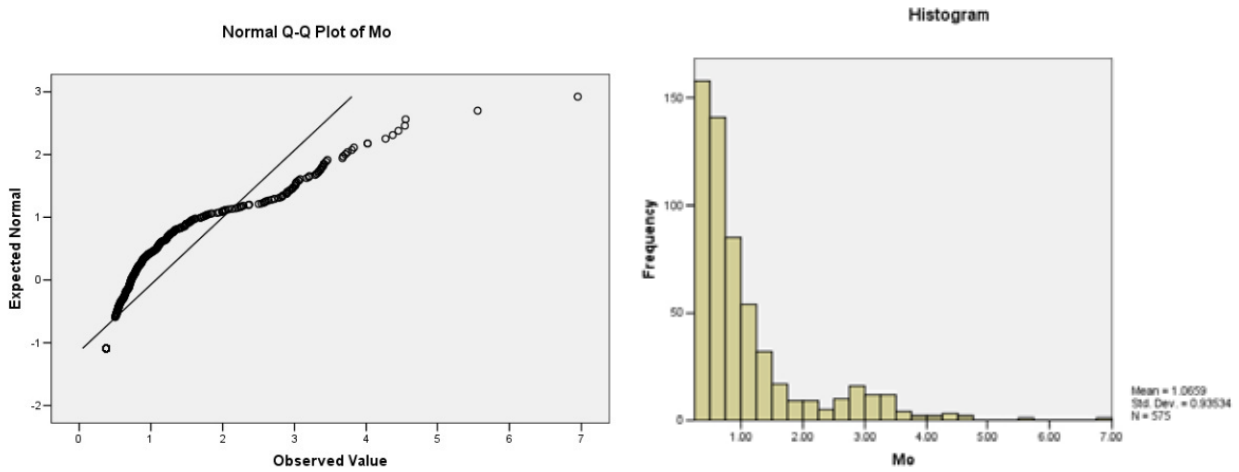 Normal Q-Q Plot of Mo
Expected Normal
3
2
1
0
-1
-2
0 1 2 3 4 5 6 7
Observed Value
Histogram
Frequency
150
100
50
0
1.00 2.00 3.00 4.00 5.00 6.00 7.00
Mo
Mean = 1.0659
Std. Dev. = 0.93534
N = 575